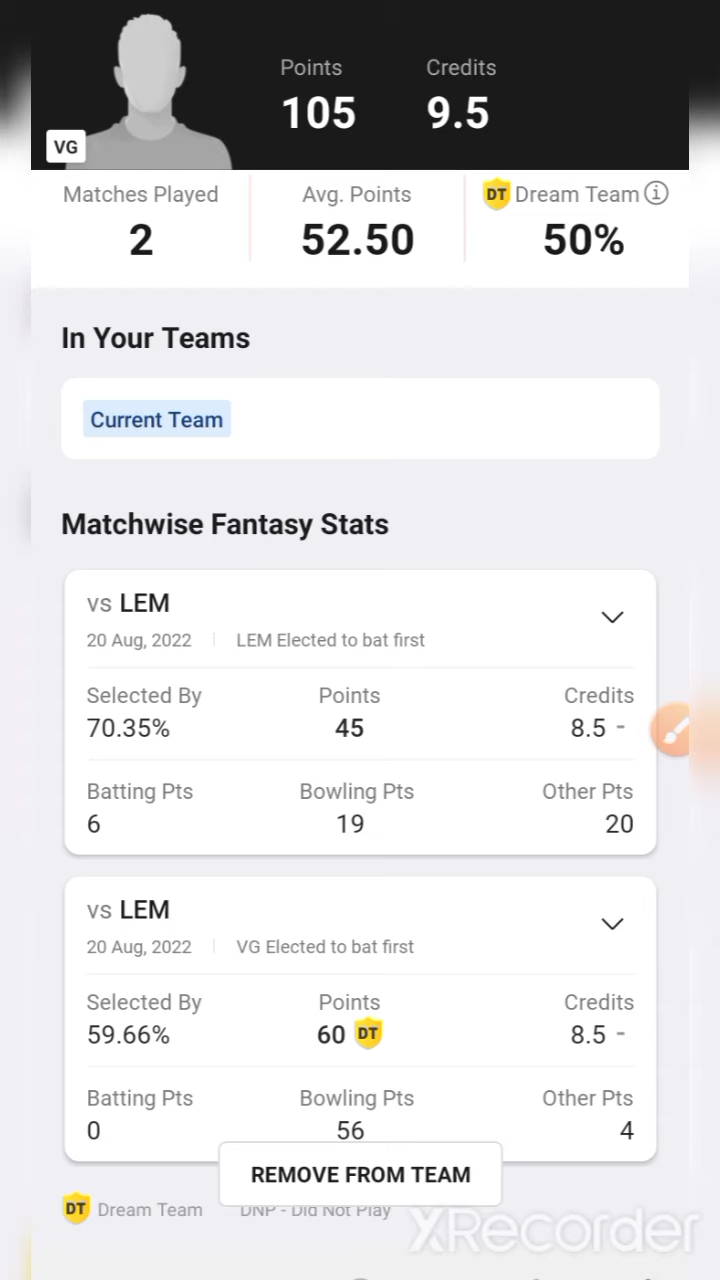 Points Credits
105 9.5
VG
Matches Played Avg. Points DT Dream Team i
2 52.50 50%
In Your Teams
Current Team
Matchwise Fantasy Stats
vs LEM
20 Aug, 2022 LEM Elected to bat first
Selected By Points Credits
70.35% 45 8.5 -
Batting Pts Bowling Pts Other Pts
6 19 20
vs LEM
20 Aug, 2022 VG Elected to bat first
Selected By Points Credits
59.66% 60 DT 8.5 -
Batting Pts Bowling Pts Other Pts
0 56 4
REMOVE FROM TEAM
DT Dream Team DNP - Did Not Play
XRecorder